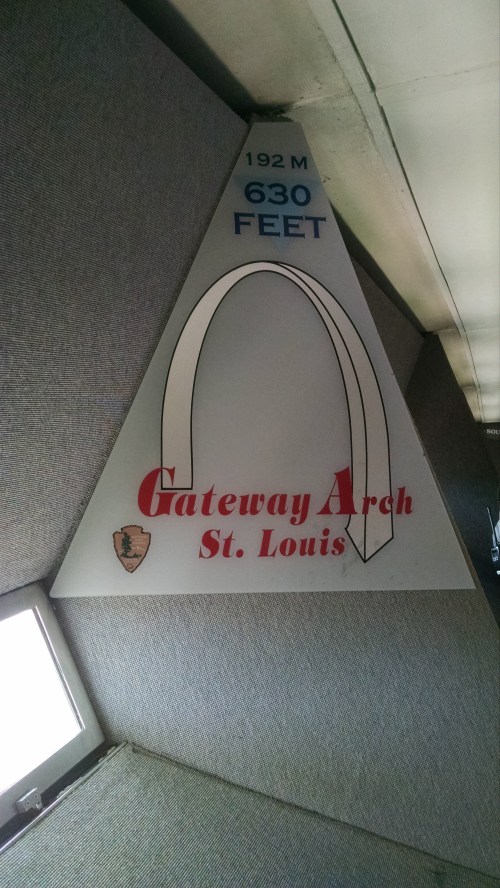 192 M
630
FEET
Gateway Arch
St. Louis